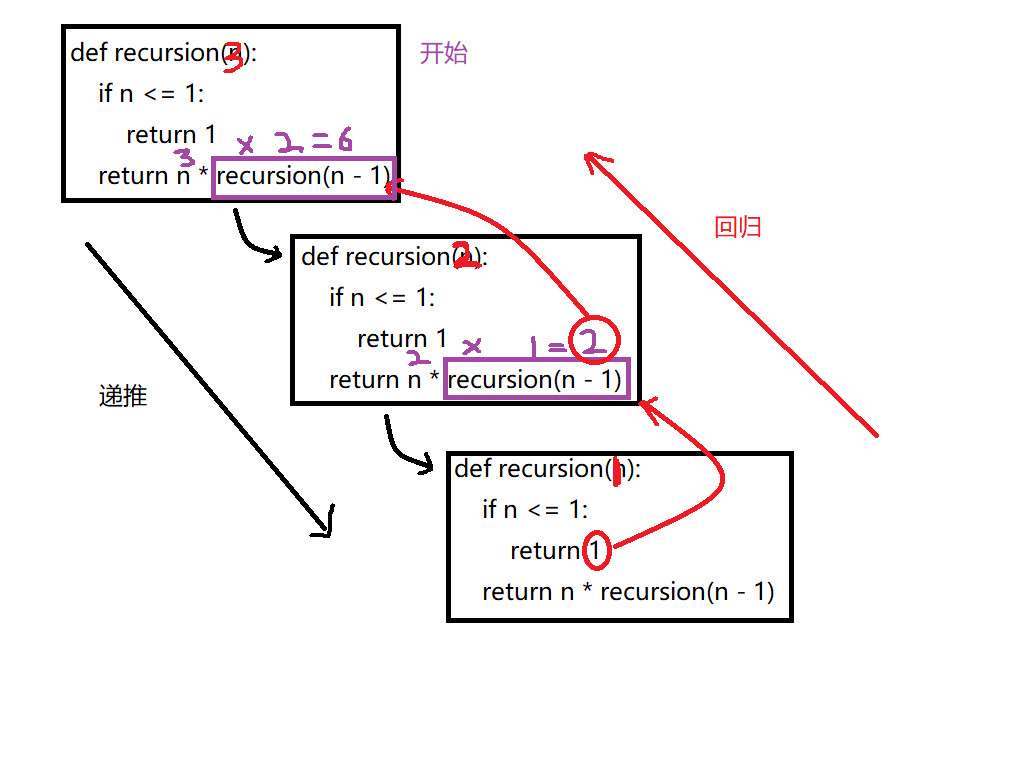 def recursion(3):
开始
if n <= 1:
return 1
3 × 2 = 6
return n * recursion(n - 1)
回归
def recursion(2):
if n <= 1:
return 1
2 × 1 = 2
return n * recursion(n - 1)
递推
def recursion(1):
if n <= 1:
return 1
return n * recursion(n - 1)